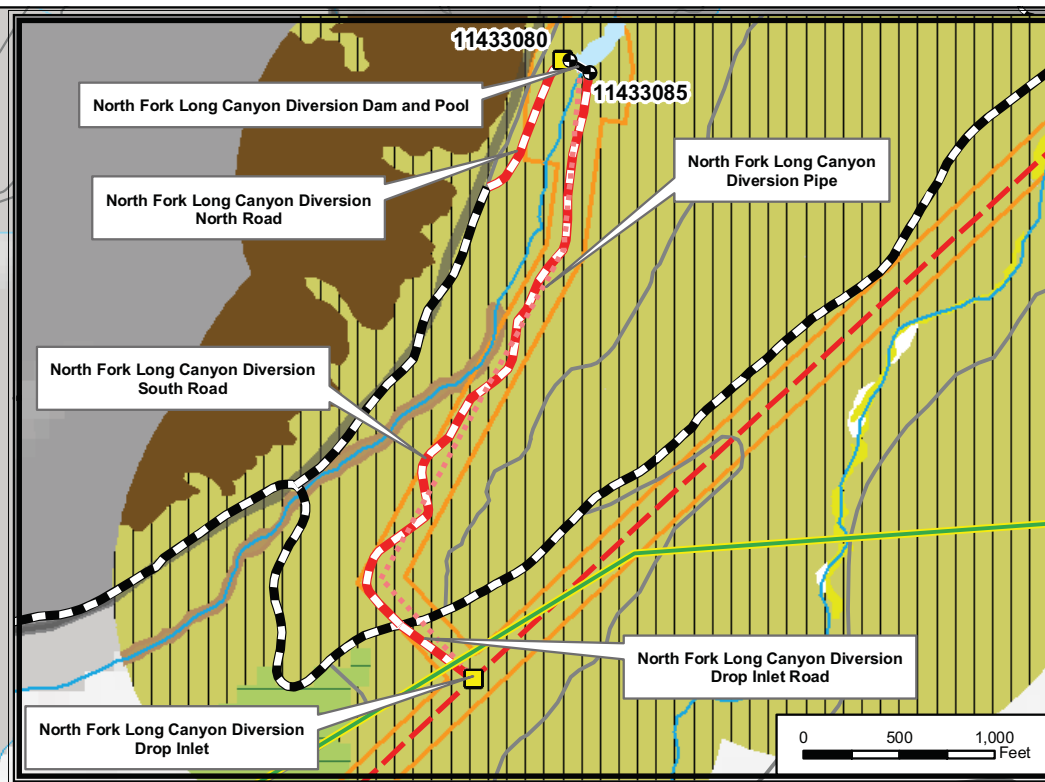 11433080
11433085
North Fork Long Canyon Diversion Dam and Pool
North Fork Long Canyon
Diversion Pipe
North Fork Long Canyon Diversion
North Road
North Fork Long Canyon Diversion
South Road
North Fork Long Canyon Diversion
Drop Inlet Road
North Fork Long Canyon Diversion
Drop Inlet
0 500 1,000
Feet